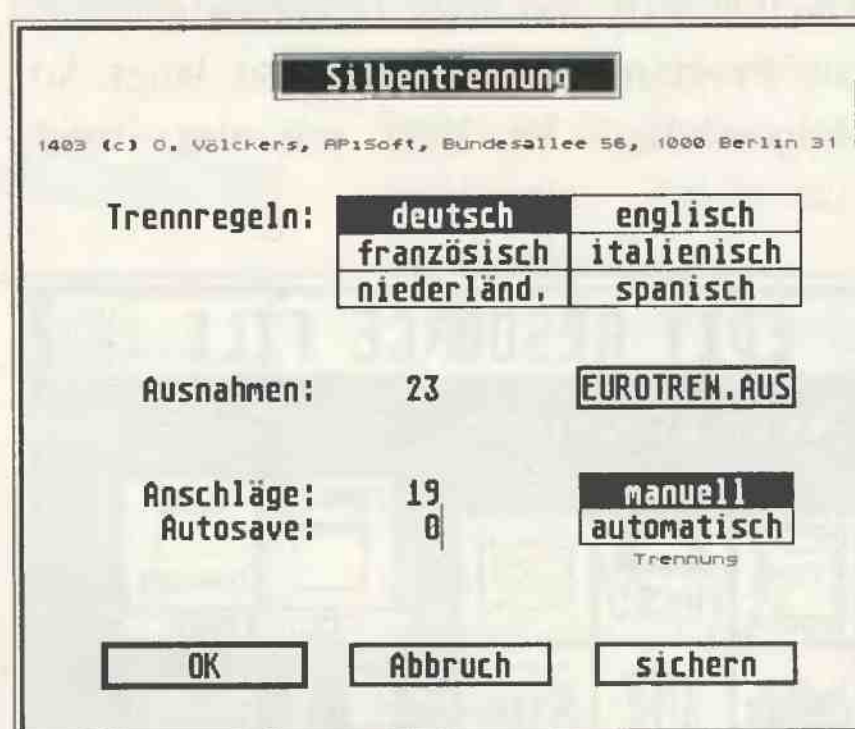 Silbentrennung
1403 (c) O. Völckers, APiSoft, Bundesallee 56, 1000 Berlin 31
Trennregeln: deutsch englisch
französisch italienisch
niederländ. spanisch
Ausnahmen: 23 EUROTREN.AUS
Anschläge: 19 manuell
Autosave: 0 automatisch
Trennung
OK Abbruch sichern